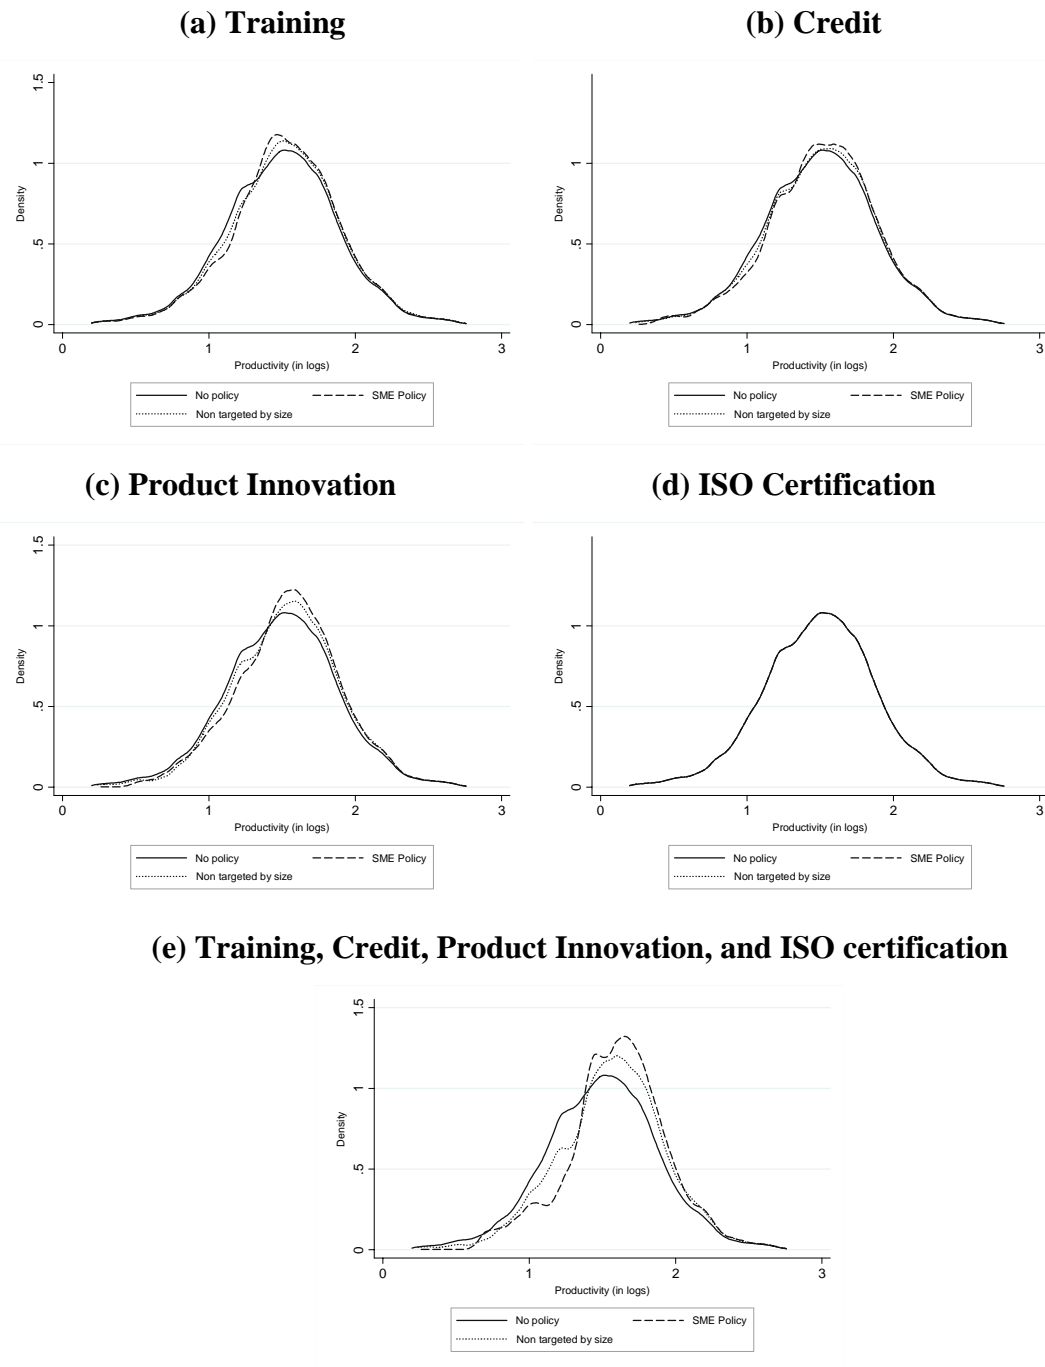 (a) Training
(b) Credit
1.5
1
.5
0
Density
0 1 2 3
Productivity (in logs)
No policy
SME Policy
Non targeted by size
1
.5
0
Density
0 1 2 3
Productivity (in logs)
No policy
SME Policy
Non targeted by size
(c) Product Innovation
(d) ISO Certification
1.5
1
.5
0
Density
0 1 2 3
Productivity (in logs)
No policy
SME Policy
Non targeted by size
1
.5
0
Density
0 1 2 3
Productivity (in logs)
No policy
SME Policy
Non targeted by size
(e) Training, Credit, Product Innovation, and ISO certification
1.5
1
.5
0
Density
0 1 2 3
Productivity (in logs)
No policy
SME Policy
Non targeted by size